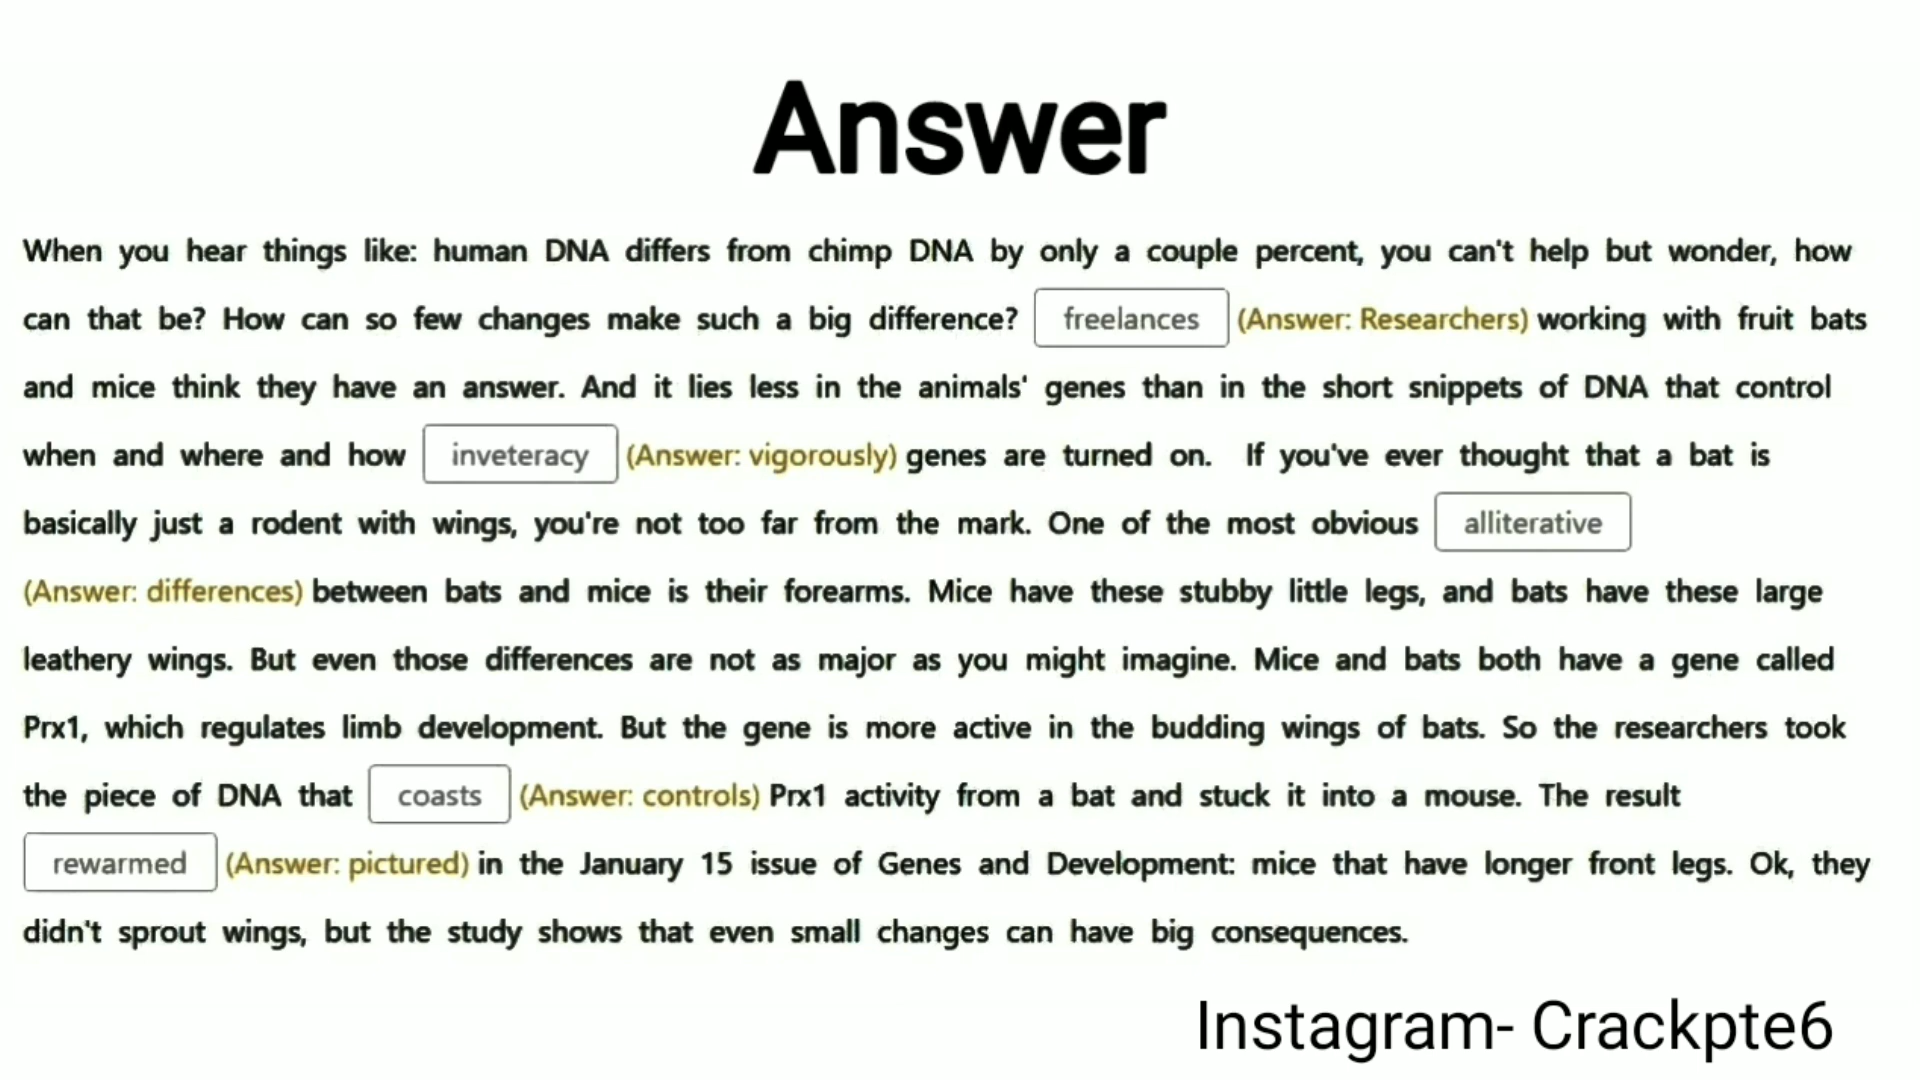 Answer
When you hear things like: human DNA differs from chimp DNA by only a couple percent, you can't help but wonder, how
can that be? How can so few changes make such a big difference? freelances (Answer: Researchers) working with fruit bats
and mice think they have an answer. And it lies less in the animals' genes than in the short snippets of DNA that control
when and where and how inveteracy (Answer: vigorously) genes are turned on. If you've ever thought that a bat is
basically just a rodent with wings, you're not too far from the mark. One of the most obvious alliterative
(Answer: differences) between bats and mice is their forearms. Mice have these stubby little legs, and bats have these large
leathery wings. But even those differences are not as major as you might imagine. Mice and bats both have a gene called
Prx1, which regulates limb development. But the gene is more active in the budding wings of bats. So the researchers took
the piece of DNA that coasts (Answer: controls) Prx1 activity from a bat and stuck it into a mouse. The result
rewarmed (Answer: pictured) in the January 15 issue of Genes and Development: mice that have longer front legs. Ok, they
didn't sprout wings, but the study shows that even small changes can have big consequences.
Instagram- Crackpte6